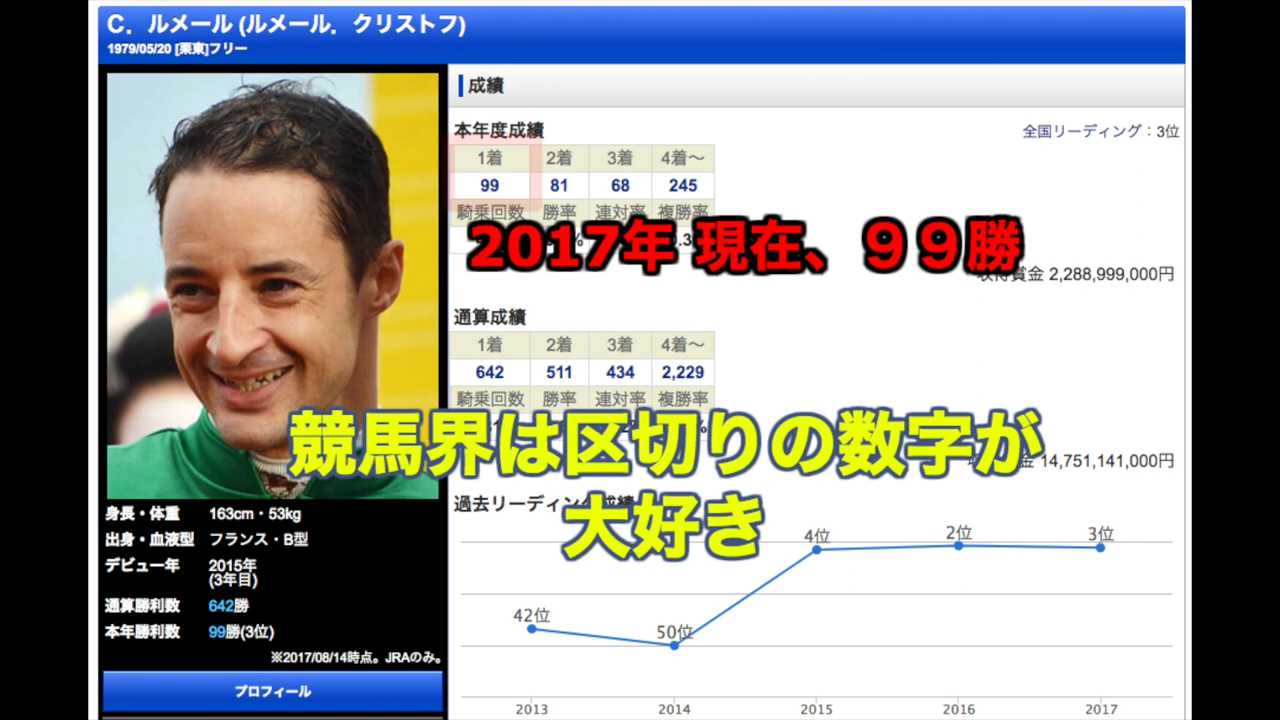 C．ルメール (ルメール．クリストフ)
1979/05/20 [栗東]フリー
成績
本年度成績
全国リーディング：3位
1着 2着 3着 4着～
99 81 68 245
騎乗回数 勝率 連対率 複勝率
2017年 現在、９９勝
賞金 2,288,999,000円
通算成績
1着 2着 3着 4着～
642 511 434 2,229
騎乗回数 勝率 連対率 複勝率
競馬界は区切りの数字が
大好き
14,751,141,000円
過去リーディング
4位 2位 3位
42位
50位
2013 2014 2015 2016 2017
身長・体重 163cm・53kg
出身・血液型 フランス・B型
デビュー年 2015年
(3年目)
通算勝利数 642勝
本年勝利数 99勝(3位)
※2017/08/14時点。JRAのみ。
プロフィール